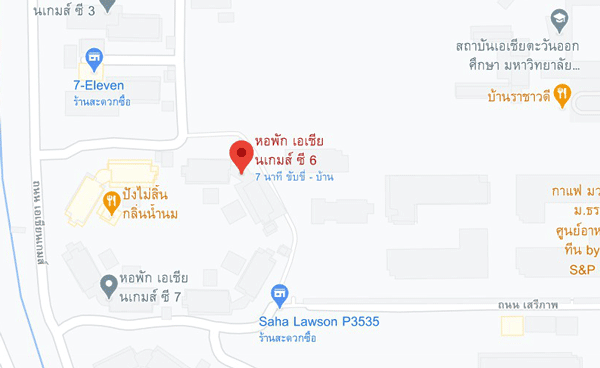 นเกมส์ ซี 3
สถาบันเอเชียตะวันออก
ศึกษา มหาวิทยาลัย...
7-Eleven
ร้านสะดวกซื้อ
บ้านราชาวดี
หอพัก เอเชีย
นเกมส์ ซี 6
7 นาที ขับขี่ - บ้าน
ปังไม่สิ้น
กลิ่นน้ำนม
กาแฟ มว
ม.ธร
ศูนย์อาห
ทีน by
S&P
ถนน เอเชียนเกมส์
หอพัก เอเชีย
นเกมส์ ซี 7
ถนน เสรีภาพ
Saha Lawson P3535
ร้านสะดวกซื้อ